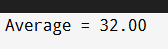 Average = 32.00